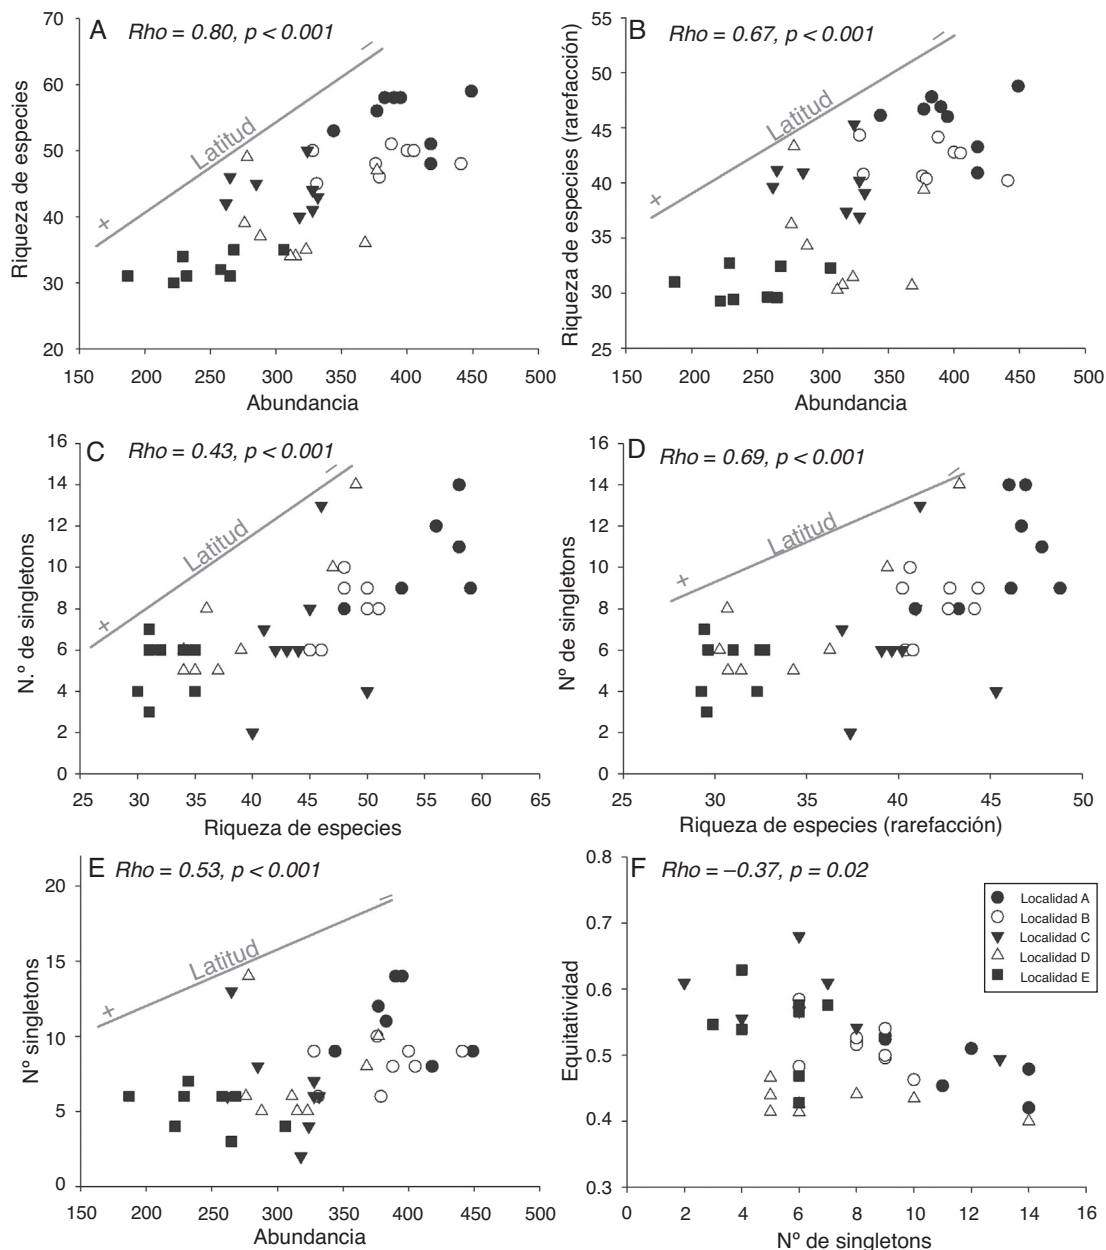 A Rho = 0.80, p < 0.001
Riqueza de especies
70
60
50
40
30
20
+ Latitud –
150 200 250 300 350 400 450 500
Abundancia
B Rho = 0.67, p < 0.001
Riqueza de especies (rarefacción)
55
50
45
40
35
30
25
+ Latitud –
150 200 250 300 350 400 450 500
Abundancia
C Rho = 0.43, p < 0.001
N.º de singletons
16
14
12
10
8
6
4
2
0
+ Latitud –
25 30 35 40 45 50 55 60 65
Riqueza de especies
D Rho = 0.69, p < 0.001
Nº de singletons
16
14
12
10
8
6
4
2
0
+ Latitud –
25 30 35 40 45 50
Riqueza de especies (rarefacción)
E Rho = 0.53, p < 0.001
Nº singletons
20
15
10
5
0
+ Latitud –
150 200 250 300 350 400 450 500
Abundancia
F Rho = –0.37, p = 0.02
Equitatividad
0.8
0.7
0.6
0.5
0.4
0.3
Localidad A
Localidad B
Localidad C
Localidad D
Localidad E
0 2 4 6 8 10 12 14 16
Nº de singletons